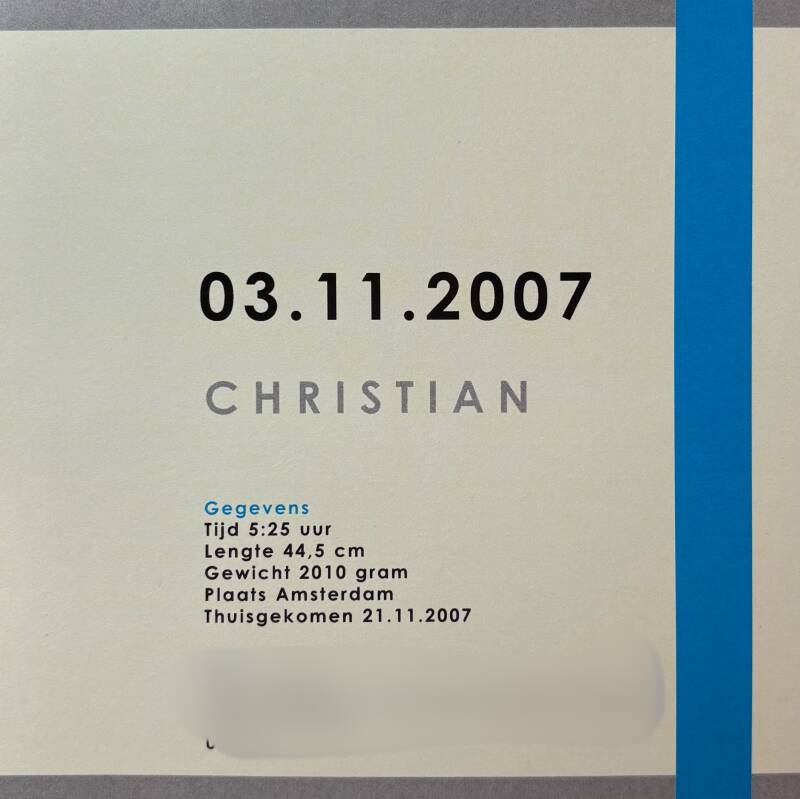 03.11.2007
CHRISTIAN
Gegevens
Tijd 5:25 uur
Lengte 44,5 cm
Gewicht 2010 gram
Plaats Amsterdam
Thuisgekomen 21.11.2007